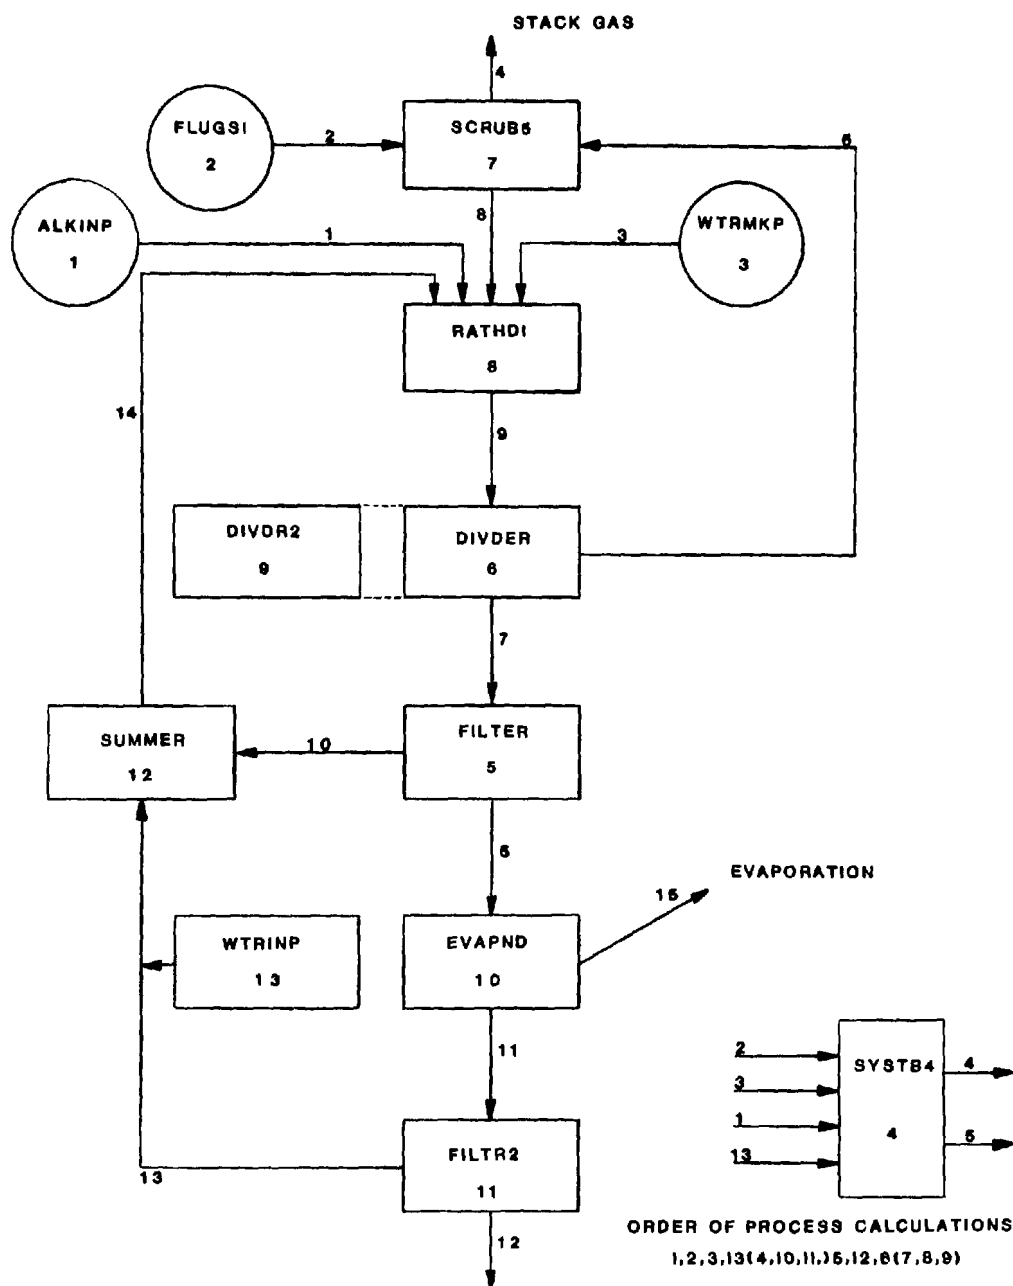 STACK GAS
4
FLUGSI
2
2
SCRUB5
7
6
ALKINP
1
1
8
3
WTRMKP
3
RATHDI
8
14
9
DIVDR2
9
DIVDER
6
7
SUMMER
12
10
FILTER
5
5
EVAPORATION
15
WTRINP
13
EVAPND
10
11
2
3
1
13
SYSTB4
4
4
5
13
FILTR2
11
12
ORDER OF PROCESS CALCULATIONS
1,2,3,13(4,10,11,)5,12,6(7,8,9)